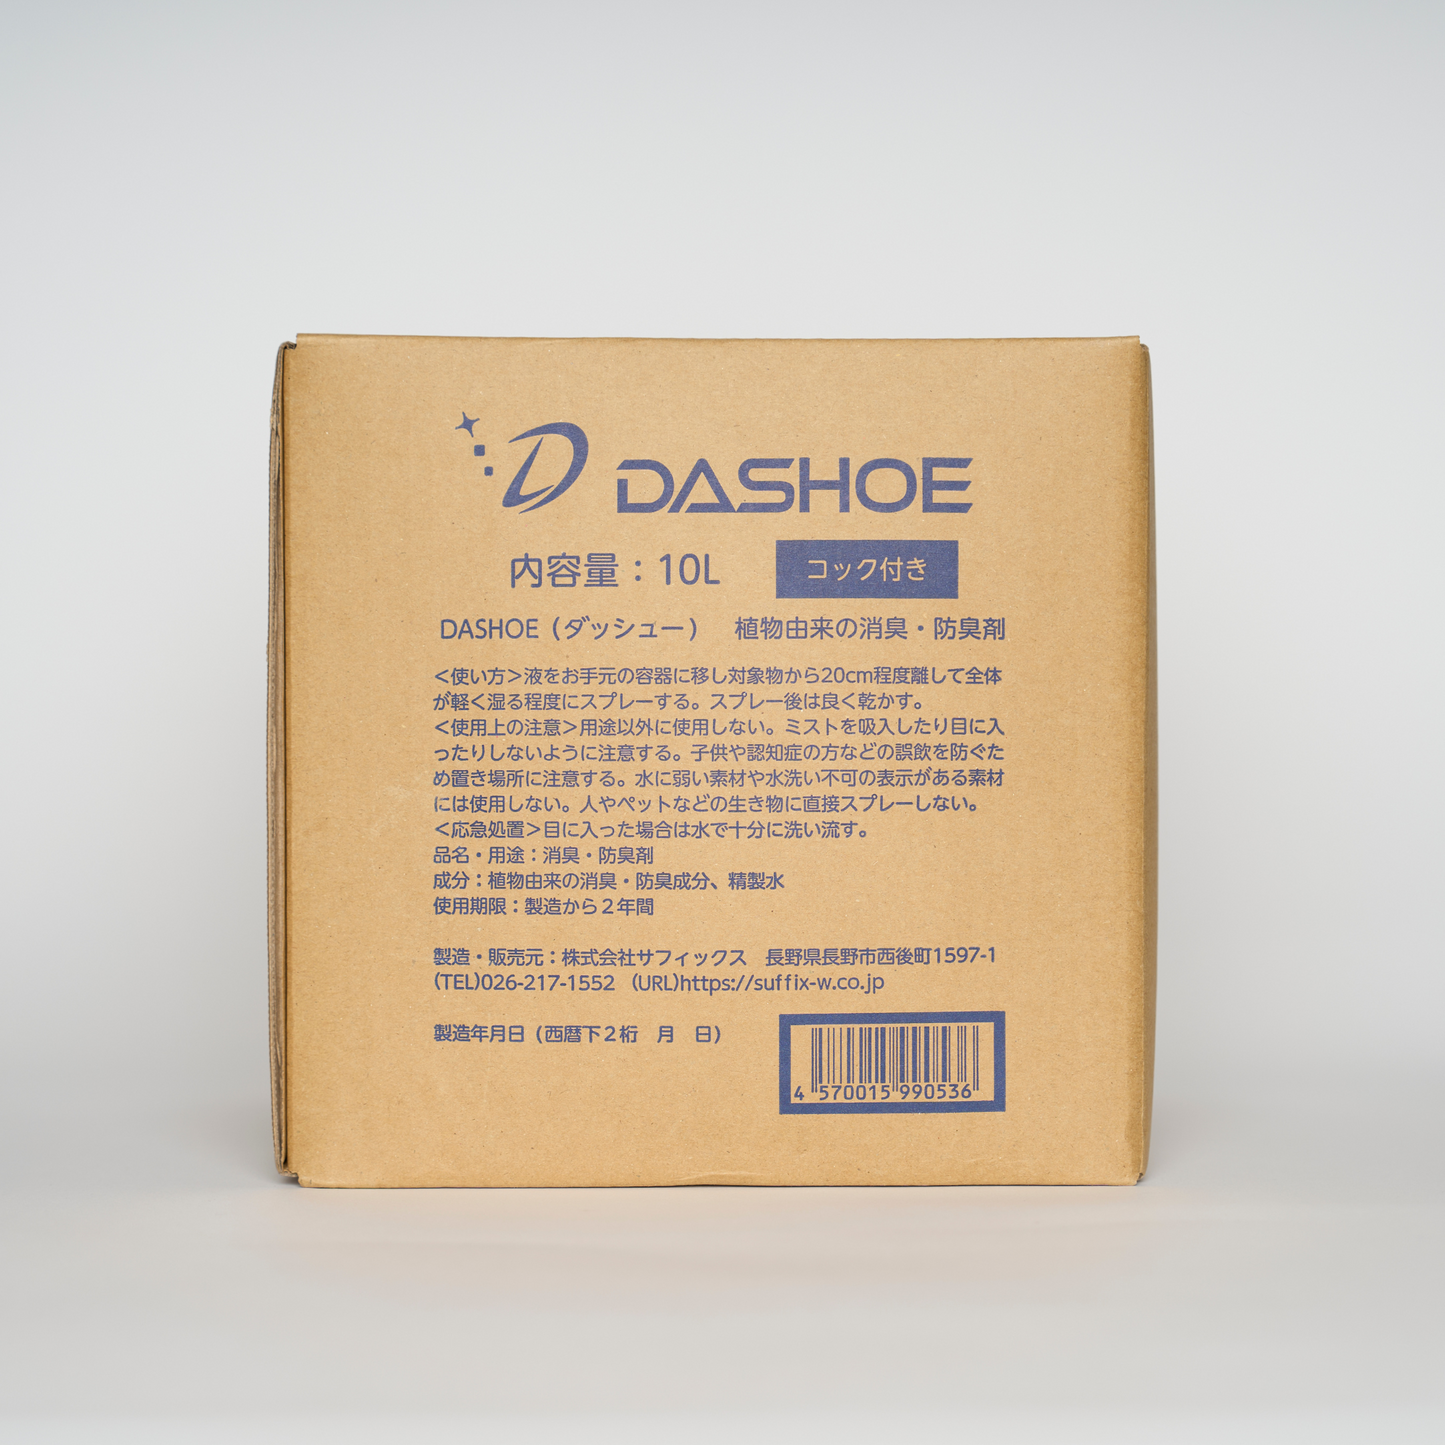 D DASHOE
内容量：10L コック付き
DASHOE（ダッシュー） 植物由来の消臭・防臭剤
＜使い方＞液をお手元の容器に移し対象物から20cm程度離して全体
が軽く湿る程度にスプレーする。スプレー後は良く乾かす。
＜使用上の注意＞用途以外に使用しない。ミストを吸入したり目に入
ったりしないように注意する。子供や認知症の方などの誤飲を防ぐた
め置き場所に注意する。水に弱い素材や水洗い不可の表示がある素材
には使用しない。人やペットなどの生き物に直接スプレーしない。
＜応急処置＞目に入った場合は水で十分に洗い流す。
品名・用途：消臭・防臭剤
成分：植物由来の消臭・防臭成分、精製水
使用期限：製造から２年間
製造・販売元：株式会社サフィックス 長野県長野市西後町1597-1
(TEL)026-217-1552 (URL)https://suffix-w.co.jp
製造年月日（西暦下２桁 月 日）
4 570015 990536